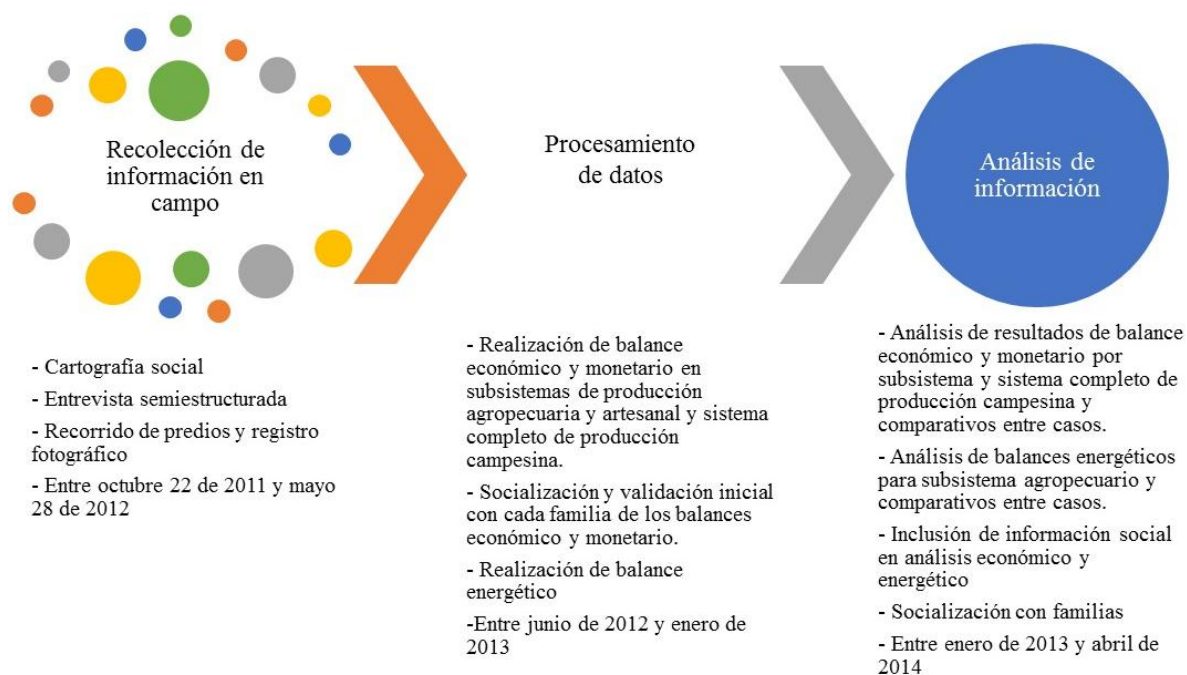 Recolección de
información en
campo
- Cartografía social
- Entrevista semiestructurada
- Recorrido de predios y registro
fotográfico
- Entre octubre 22 de 2011 y mayo
28 de 2012
Procesamiento
de datos
- Realización de balance
económico y monetario en
subsistemas de producción
agropecuaria y artesanal y sistema
completo de producción
campesina.
- Socialización y validación inicial
con cada familia de los balances
económico y monetario.
- Realización de balance
energético
-Entre junio de 2012 y enero de
2013
Análisis de
información
- Análisis de resultados de balance
económico y monetario por
subsistema y sistema completo de
producción campesina y
comparativos entre casos.
- Análisis de balances energéticos
para subsistema agropecuario y
comparativos entre casos.
- Inclusión de información social
en análisis económico y
energético
- Socialización con familias
- Entre enero de 2013 y abril de
2014